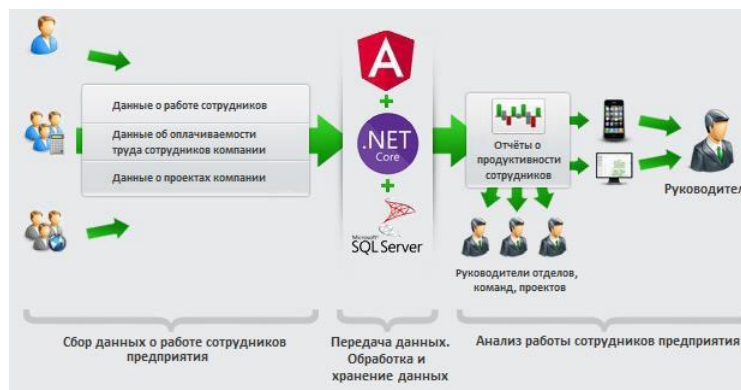 Данные о работе сотрудников
Данные об оплачиваемости
труда сотрудников компании
Данные о проектах компании
A
.NET
Core
Microsoft
SQL Server
Отчёты о
продуктивности
сотрудников
Руководител
Руководители отделов,
команд, проектов
Сбор данных о работе сотрудников
предприятия
Передача данных.
Обработка и
хранение данных
Анализ работы сотрудников предприятия